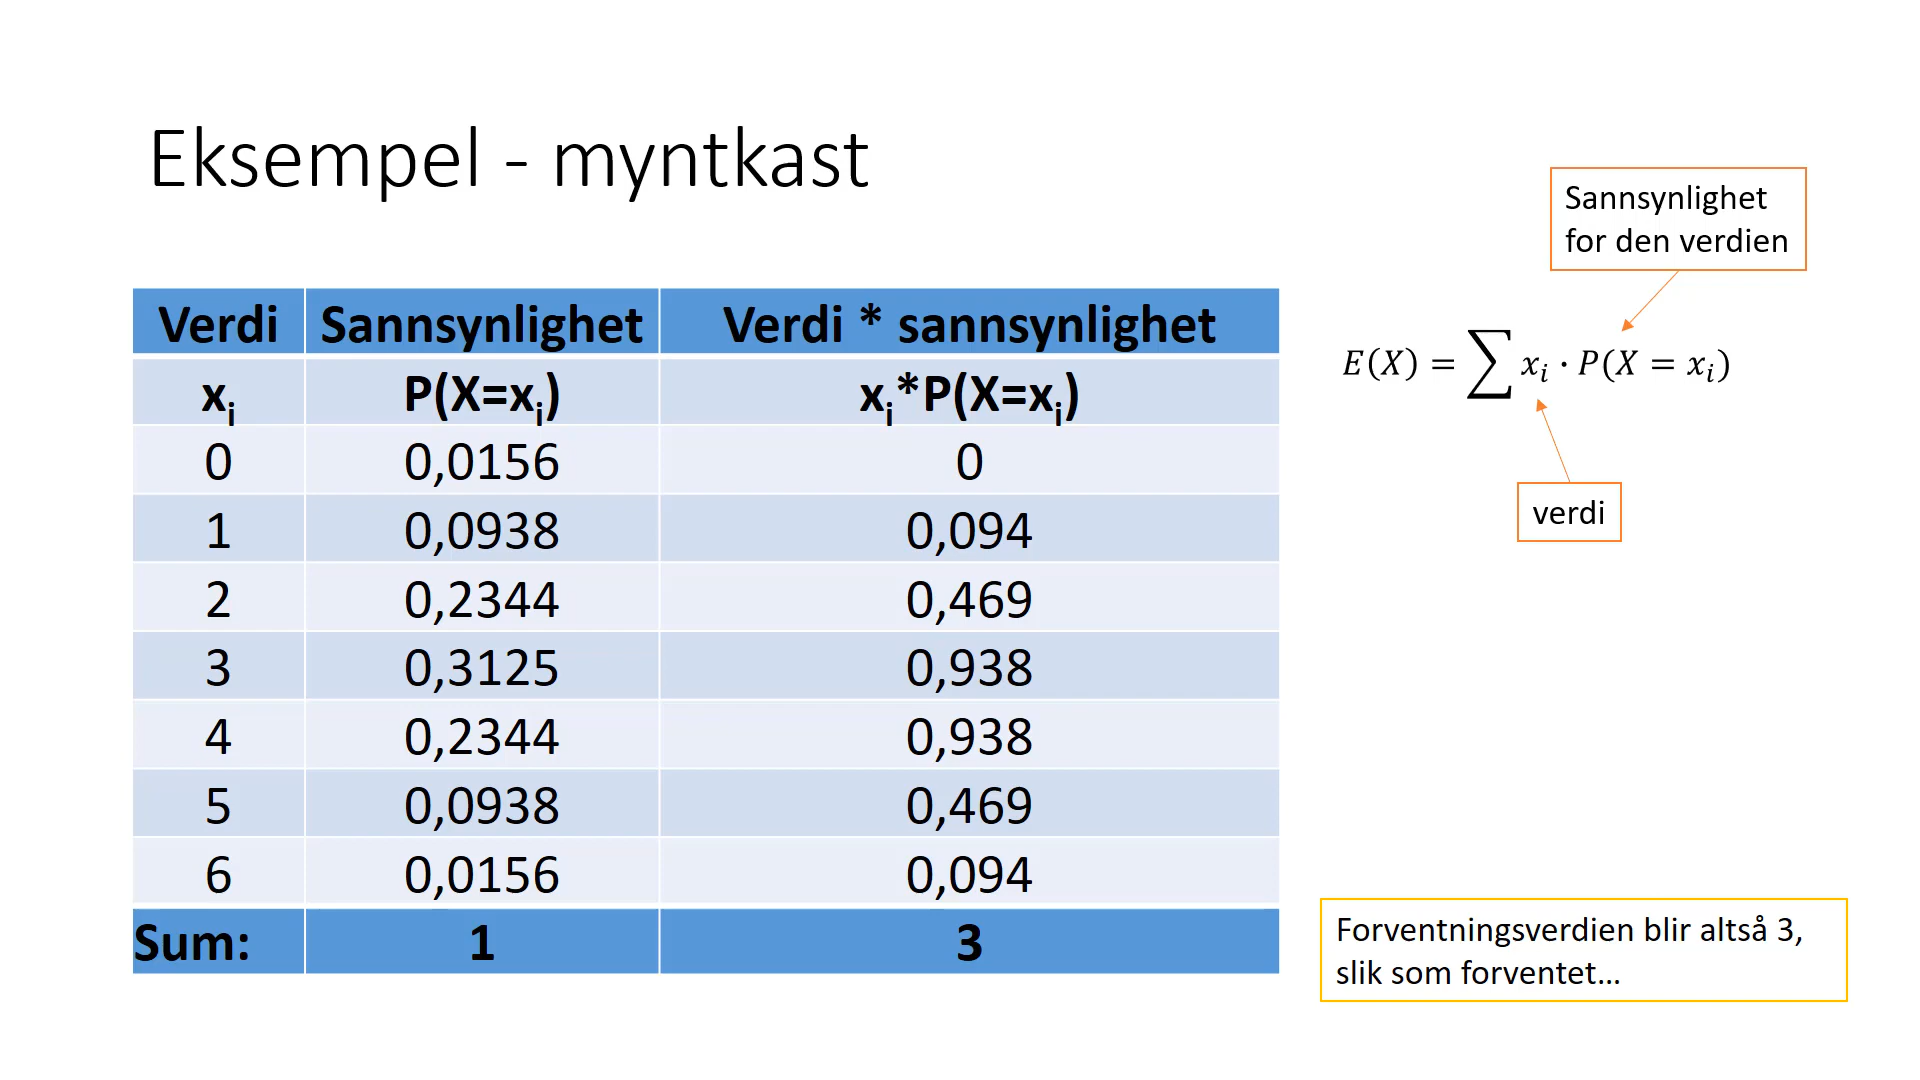 Eksempel - myntkast
Sannsynlighet
for den verdien
Verdi Sannsynlighet Verdi * sannsynlighet
xᵢ P(X=xᵢ) xᵢ*P(X=xᵢ)
0 0,0156 0
1 0,0938 0,094
2 0,2344 0,469
3 0,3125 0,938
4 0,2344 0,938
5 0,0938 0,469
6 0,0156 0,094
Sum: 1 3
E(X) = ∑ xᵢ · P(X = xᵢ)
verdi
Forventningsverdien blir altså 3,
slik som forventet...